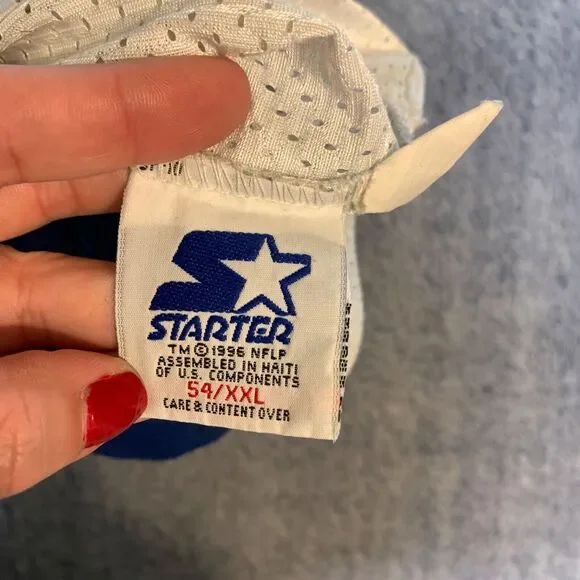 STARTER
TM © 1996 NFLP
ASSEMBLED IN HAITI
OF U.S. COMPONENTS
54/XXL
CARE & CONTENT OVER